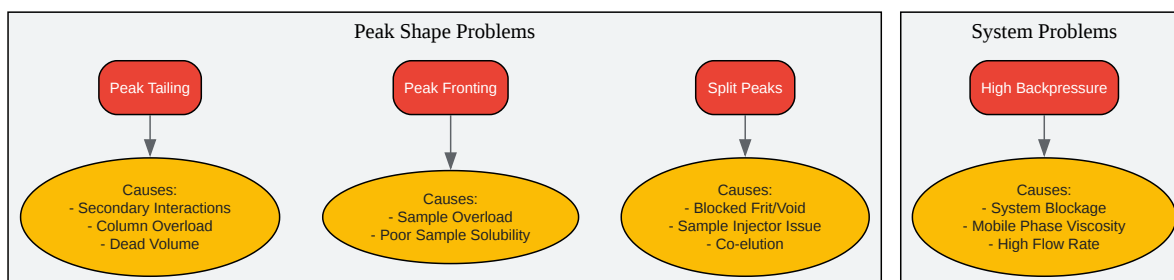 Peak Shape Problems
Peak Tailing
Peak Fronting
Split Peaks
Causes:
- Secondary Interactions
- Column Overload
- Dead Volume
Causes:
- Sample Overload
- Poor Sample Solubility
Causes:
- Blocked Frit/Void
- Sample Injector Issue
- Co-elution
System Problems
High Backpressure
Causes:
- System Blockage
- Mobile Phase Viscosity
- High Flow Rate